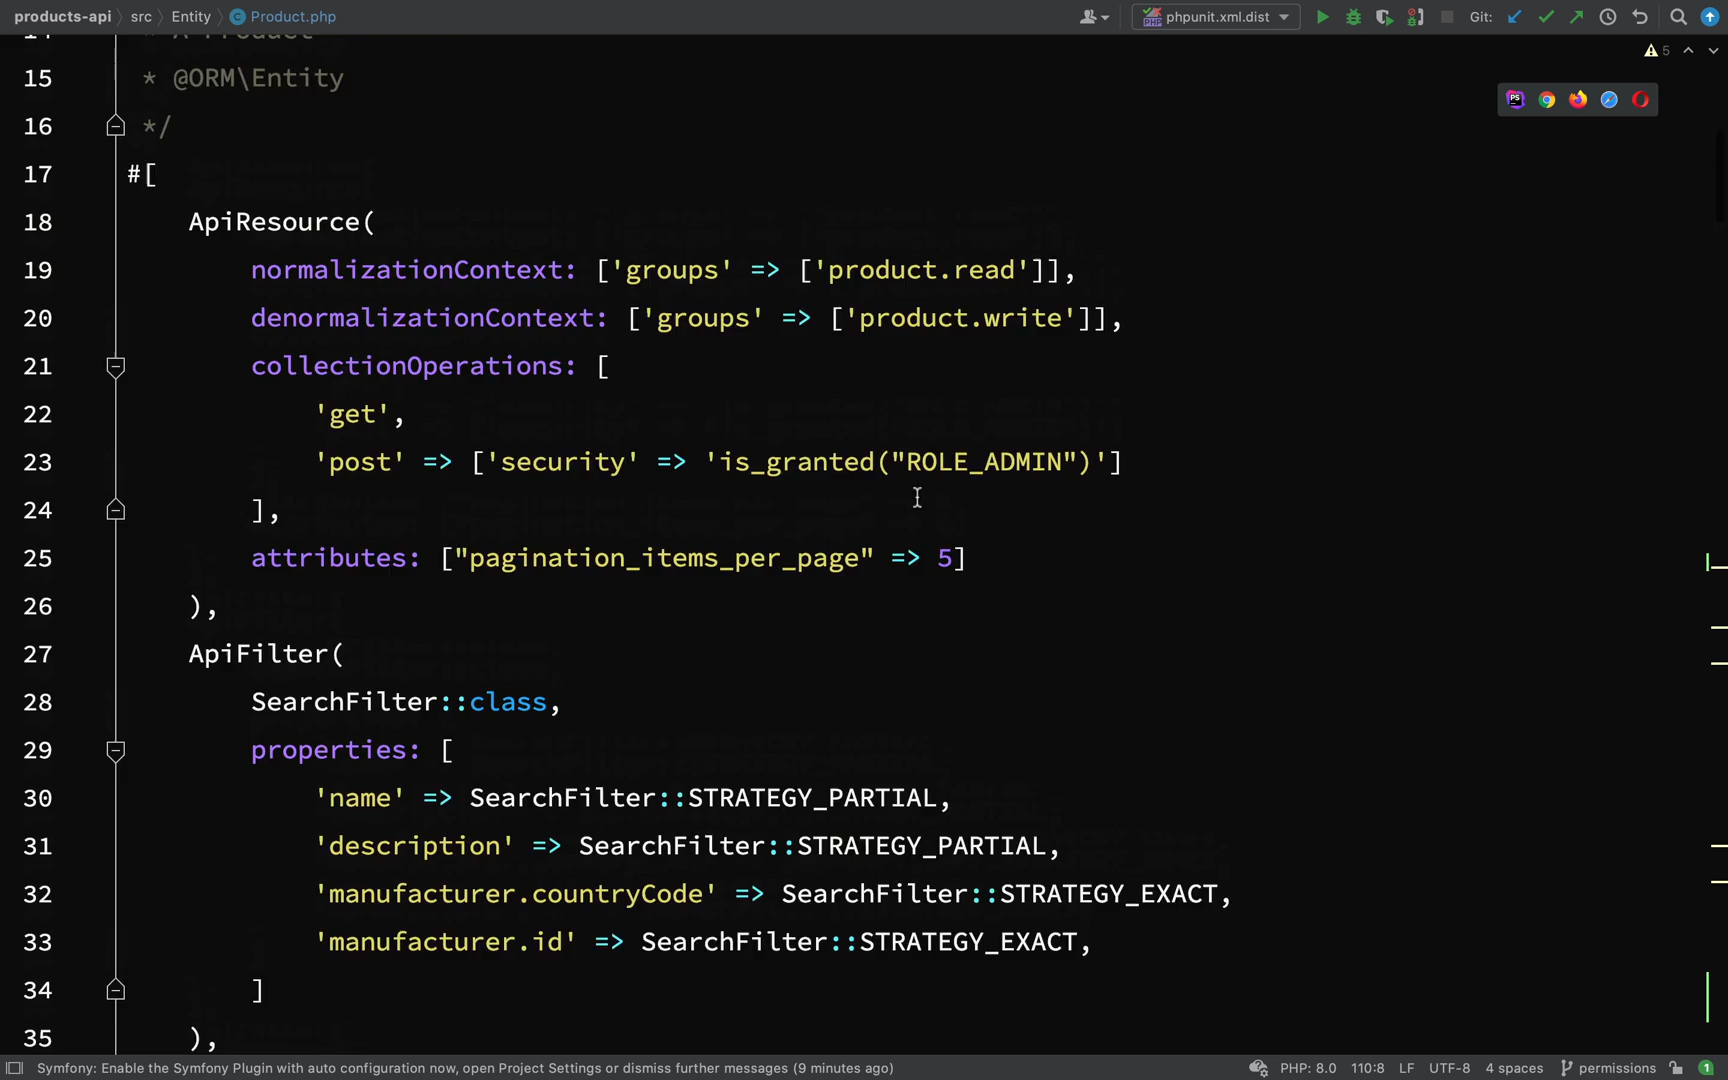 products-api src Entity Product.php phpunit.xml.dist Git:
14 * A Product
5
15 * @ORM\Entity
16 */
17 #[
18 ApiResource(
19 normalizationContext: ['groups' => ['product.read']],
20 denormalizationContext: ['groups' => ['product.write']],
21 collectionOperations: [
22 'get',
23 'post' => ['security' => 'is_granted("ROLE_ADMIN")']
24 ],
25 attributes: ["pagination_items_per_page" => 5]
26 ),
27 ApiFilter(
28 SearchFilter::class,
29 properties: [
30 'name' => SearchFilter::STRATEGY_PARTIAL,
31 'description' => SearchFilter::STRATEGY_PARTIAL,
32 'manufacturer.countryCode' => SearchFilter::STRATEGY_EXACT,
33 'manufacturer.id' => SearchFilter::STRATEGY_EXACT,
34 ]
35 ),
Symfony: Enable the Symfony Plugin with auto configuration now, open Project Settings or dismiss further messages (9 minutes ago) PHP: 8.0 110:8 LF UTF-8 4 spaces permissions 1